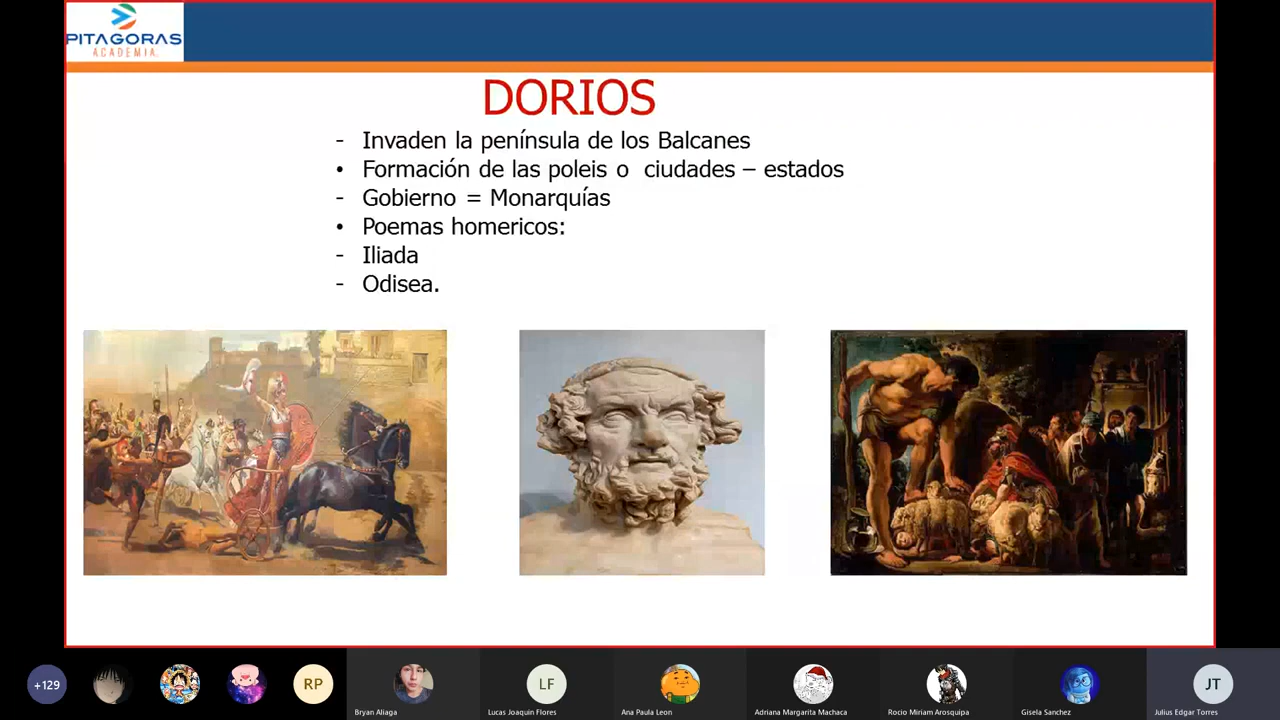 PITAGORAS
ACADEMIA
DORIOS
- Invaden la península de los Balcanes
• Formación de las poleis o ciudades – estados
- Gobierno = Monarquías
• Poemas homericos:
- Iliada
- Odisea.
+129
RP
Bryan Aliaga
LF
Lucas Joaquin Flores
Ana Paula Leon
Adriana Margarita Machaca
Rocio Miriam Arosquipa
Gisela Sanchez
JT
Julius Edgar Torres